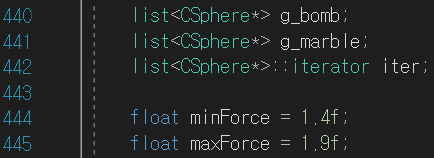 440 list<CSphere*> g_bomb;
441 list<CSphere*> g_marble;
442 list<CSphere*>::iterator iter;
443
444 float minForce = 1.4f;
445 float maxForce = 1.9f;